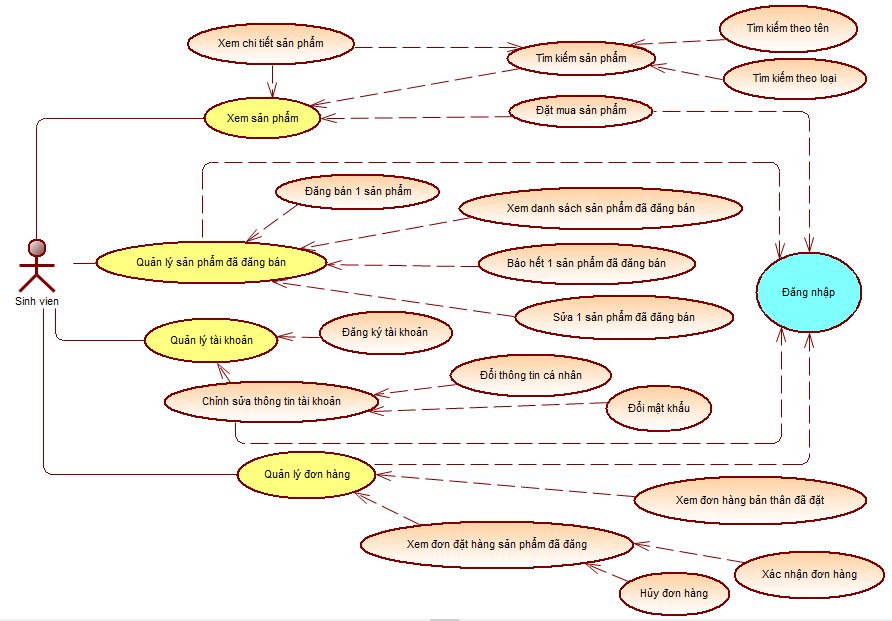 Xem chi tiết sản phẩm
Tìm kiếm theo tên
Tìm kiếm sản phẩm
Tìm kiếm theo loại
Đặt mua sản phẩm
Xem sản phẩm
Đăng bán 1 sản phẩm
Xem danh sách sản phẩm đã đăng bán
Quản lý sản phẩm đã đăng bán
Báo hết 1 sản phẩm đã đăng bán
Đăng nhập
Sinh vien
Sửa 1 sản phẩm đã đăng bán
Quản lý tài khoản
Đăng ký tài khoản
Đổi thông tin cá nhân
Chỉnh sửa thông tin tài khoản
Đổi mật khẩu
Quản lý đơn hàng
Xem đơn hàng bản thân đã đặt
Xem đơn đặt hàng sản phẩm đã đăng
Xác nhận đơn hàng
Hủy đơn hàng